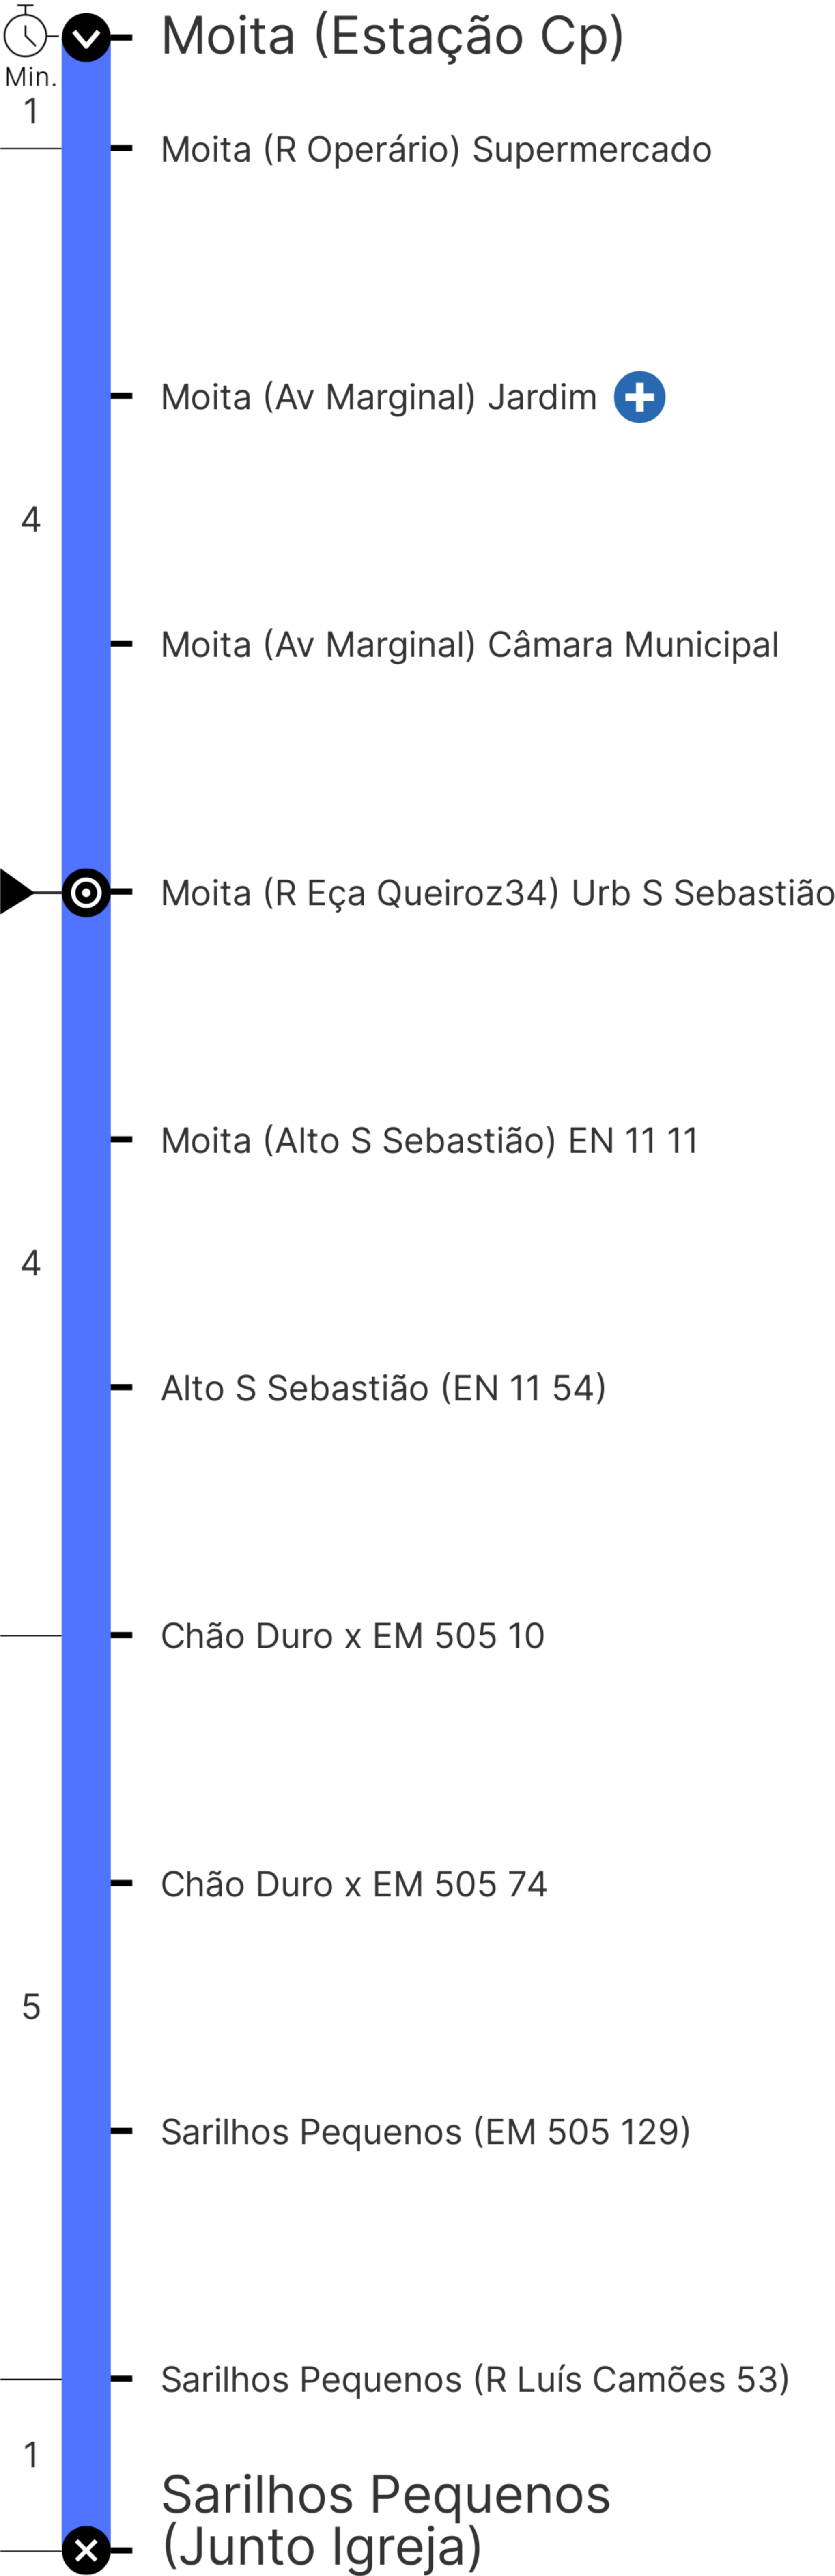 Moita (Estação Cp)
Min.
1
Moita (R Operário) Supermercado
Moita (Av Marginal) Jardim
4
Moita (Av Marginal) Câmara Municipal
Moita (R Eça Queiroz34) Urb S Sebastião
Moita (Alto S Sebastião) EN 11 11
4
Alto S Sebastião (EN 11 54)
Chão Duro x EM 505 10
Chão Duro x EM 505 74
5
Sarilhos Pequenos (EM 505 129)
Sarilhos Pequenos (R Luís Camões 53)
1
Sarilhos Pequenos
(Junto Igreja)